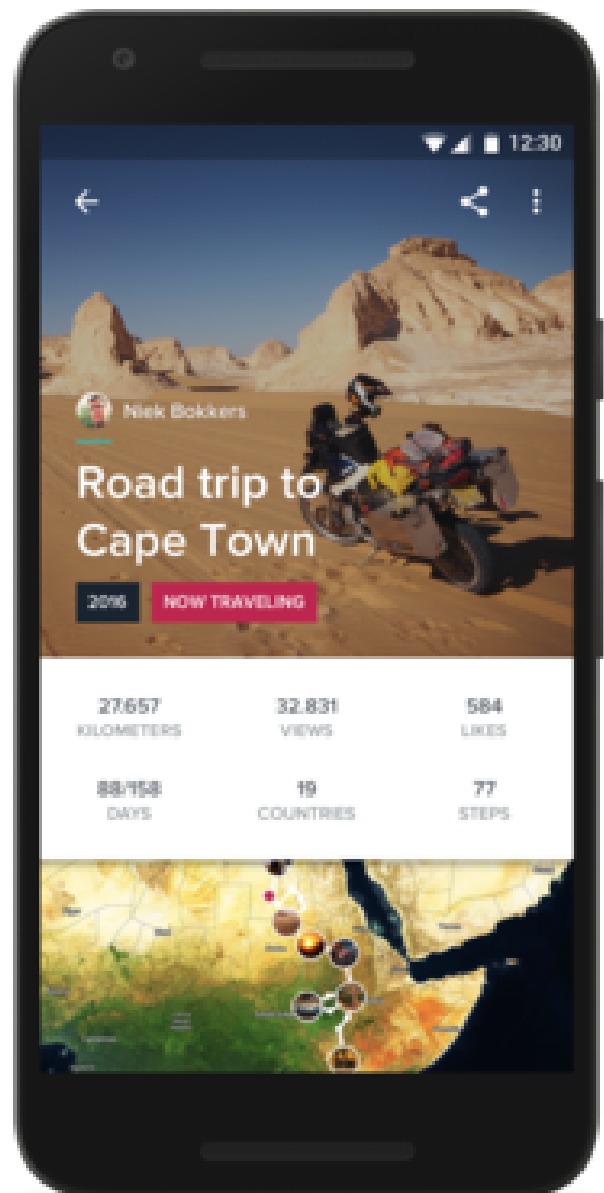 12:30
Niek Bokkers
Road trip to
Cape Town
2016 NOW TRAVELING
27.657 32.831 584
KILOMETERS VIEWS LIKES
88/158 19 77
DAYS COUNTRIES STEPS